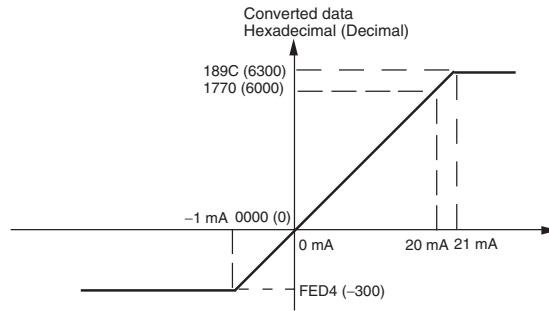 Converted data
Hexadecimal (Decimal)
189C (6300)
1770 (6000)
−1 mA 0000 (0)
0 mA
20 mA 21 mA
FED4 (−300)